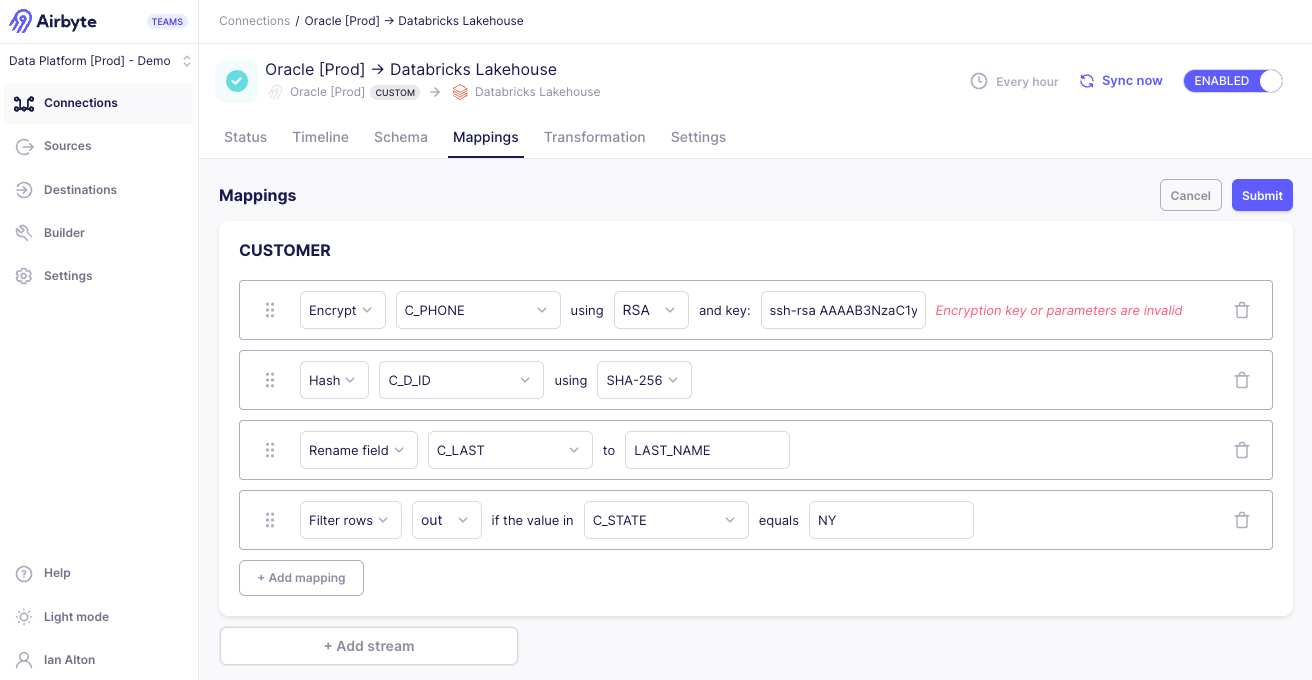 Airbyte TEAMS
Connections / Oracle [Prod] → Databricks Lakehouse
Data Platform [Prod] - Demo
Connections
Sources
Destinations
Builder
Settings
Help
Light mode
Ian Alton
Oracle [Prod] → Databricks Lakehouse
Oracle [Prod] CUSTOM → Databricks Lakehouse
Every hour Sync now ENABLED
Status Timeline Schema Mappings Transformation Settings
Mappings Cancel Submit
CUSTOMER
Encrypt C_PHONE using RSA and key: ssh-rsa AAAAB3NzaC1y Encryption key or parameters are invalid
Hash C_D_ID using SHA-256
Rename field C_LAST to LAST_NAME
Filter rows out if the value in C_STATE equals NY
+ Add mapping
+ Add stream